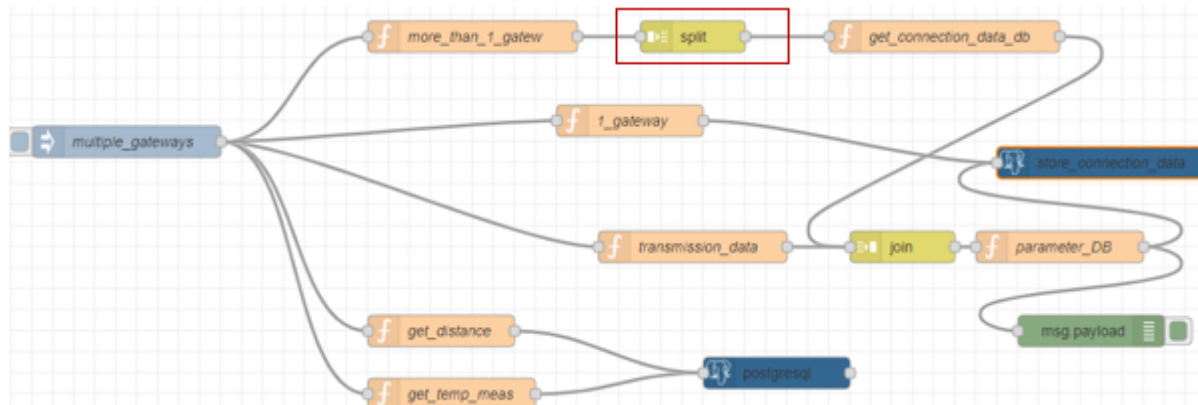 more_than_1_gatew
split
get_connection_data_db
1_gateway
multiple_gateways
store_connection_data
transmission_data
join
parameter_DB
get_distance
msg.payload
postgresql
get_temp_meas